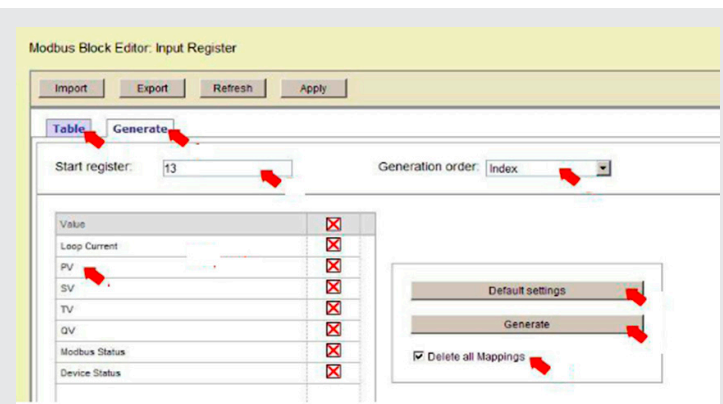 Modbus Block Editor: Input Register
Import Export Refresh Apply
Table Generate
Start register: 13 Generation order: Index
Value
Loop Current
PV
SV
TV
QV
Modbus Status
Device Status
Default settings
Generate
Delete all Mappings